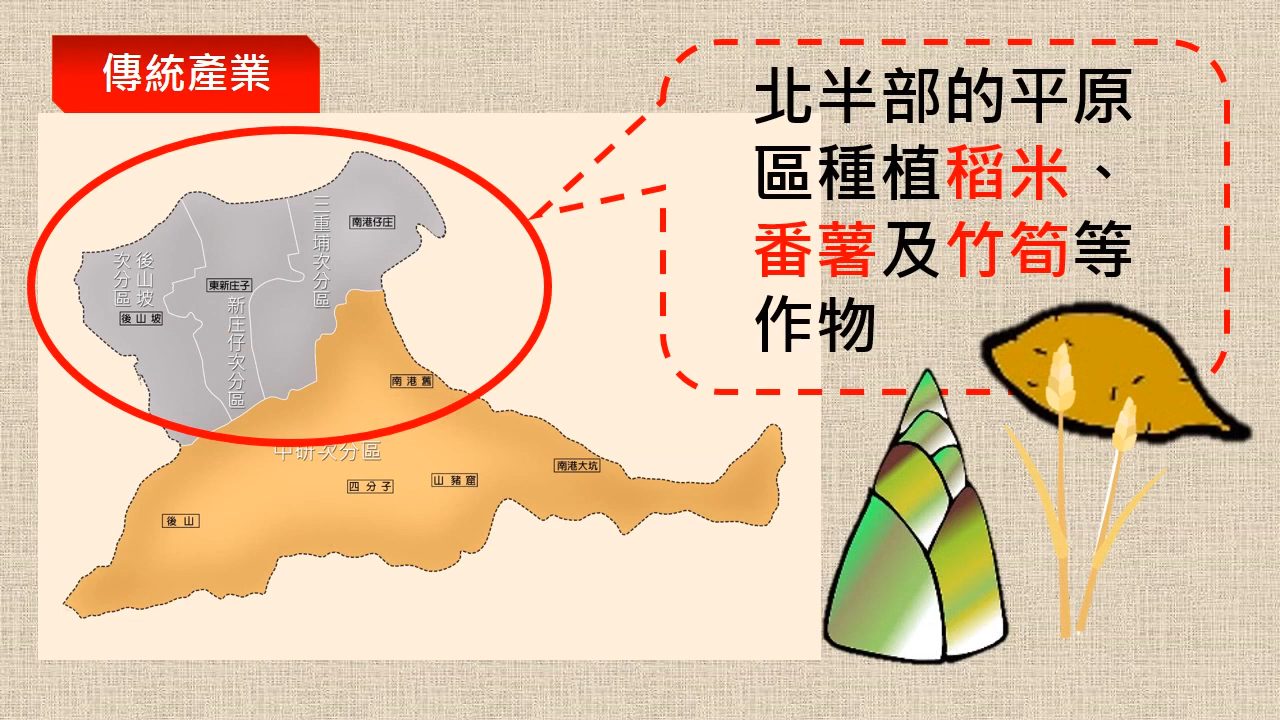 傳統產業
北半部的平原
區種植稻米、
番薯及竹筍等
作物
三重埔次分區
南港仔庄
後山坡
次分區
東新庄子
後山坡
新庄仔次分區
南港舊
中研次分區
南港大坑
四分子
山豬窟
後山